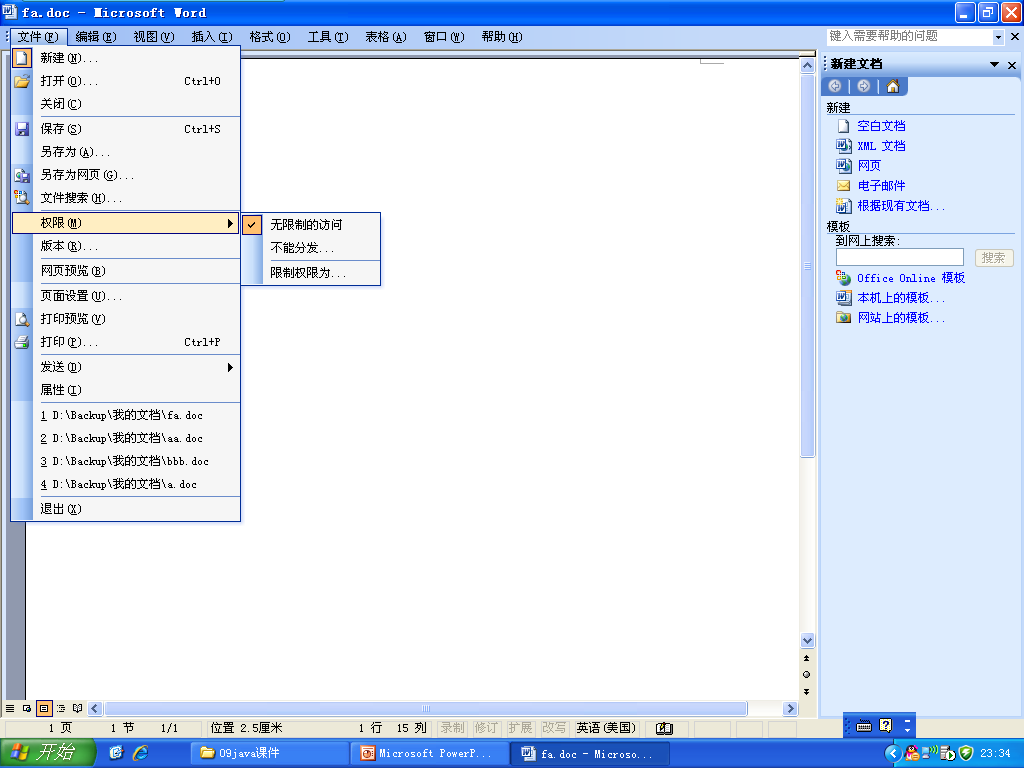 fa.doc - Microsoft Word
文件(F) 编辑(E) 视图(V) 插入(I) 格式(O) 工具(T) 表格(A) 窗口(W) 帮助(H) 键入需要帮助的问题
新建(N)...
打开(O)... Ctrl+O
关闭(C)
保存(S) Ctrl+S
另存为(A)...
另存为网页(G)...
文件搜索(H)...
权限(M)
版本(R)...
网页预览(B)
页面设置(U)...
打印预览(V)
打印(P)... Ctrl+P
发送(D)
属性(I)
1 D:\Backup\我的文档\fa.doc
2 D:\Backup\我的文档\aa.doc
3 D:\Backup\我的文档\bbb.doc
4 D:\Backup\我的文档\a.doc
退出(X)
无限制的访问
不能分发...
限制权限为...
新建文档
新建
空白文档
XML 文档
网页
电子邮件
根据现有文档...
模板
到网上搜索:
搜索
Office Online 模板
本机上的模板...
网站上的模板...
1 页 1 节 1/1 位置 2.5厘米 1 行 15 列 录制 修订 扩展 改写 英语(美国)
开始 09java课件 Microsoft PowerP... fa.doc - Microso... 23:34